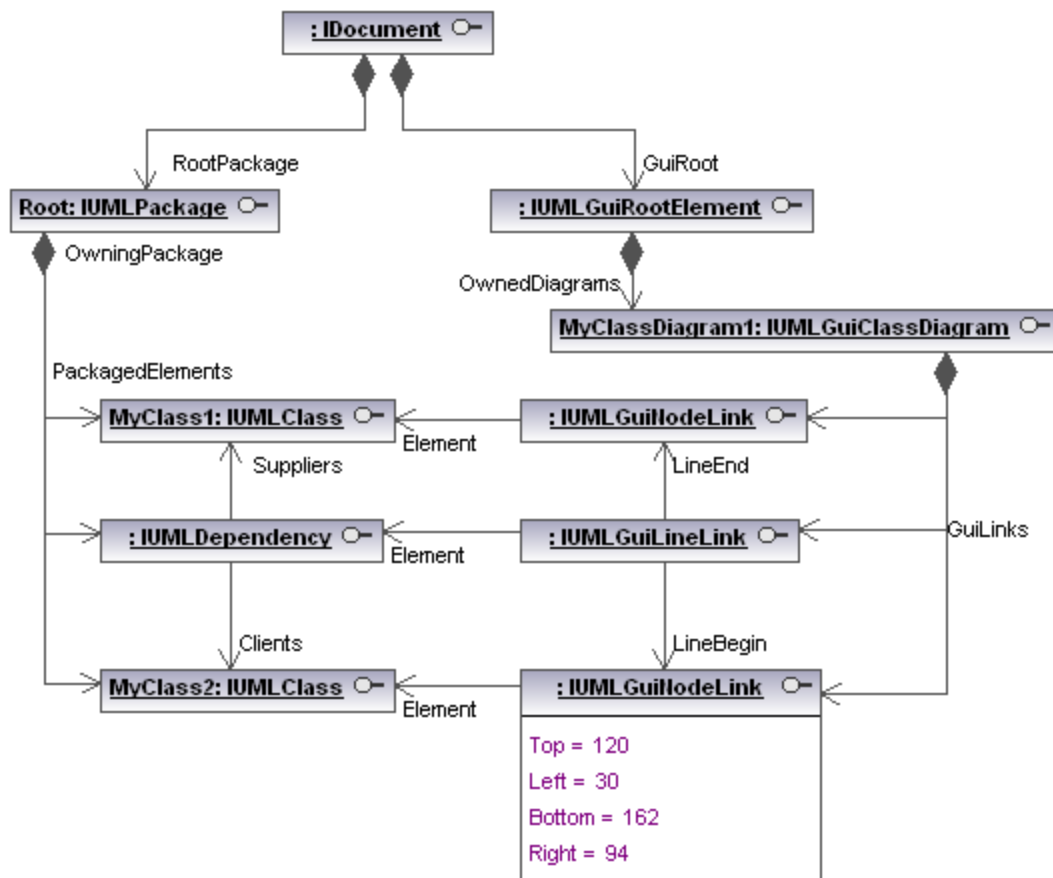 : IDocument
RootPackage
GuiRoot
Root: IUMLPackage
: IUMLGuiRootElement
OwningPackage
OwnedDiagrams
MyClassDiagram1: IUMLGuiClassDiagram
PackagedElements
MyClass1: IUMLClass
: IUMLGuiNodeLink
Element
Suppliers
LineEnd
: IUMLDependency
: IUMLGuiLineLink
GuiLinks
Element
Clients
LineBegin
MyClass2: IUMLClass
: IUMLGuiNodeLink
Element
Top = 120
Left = 30
Bottom = 162
Right = 94